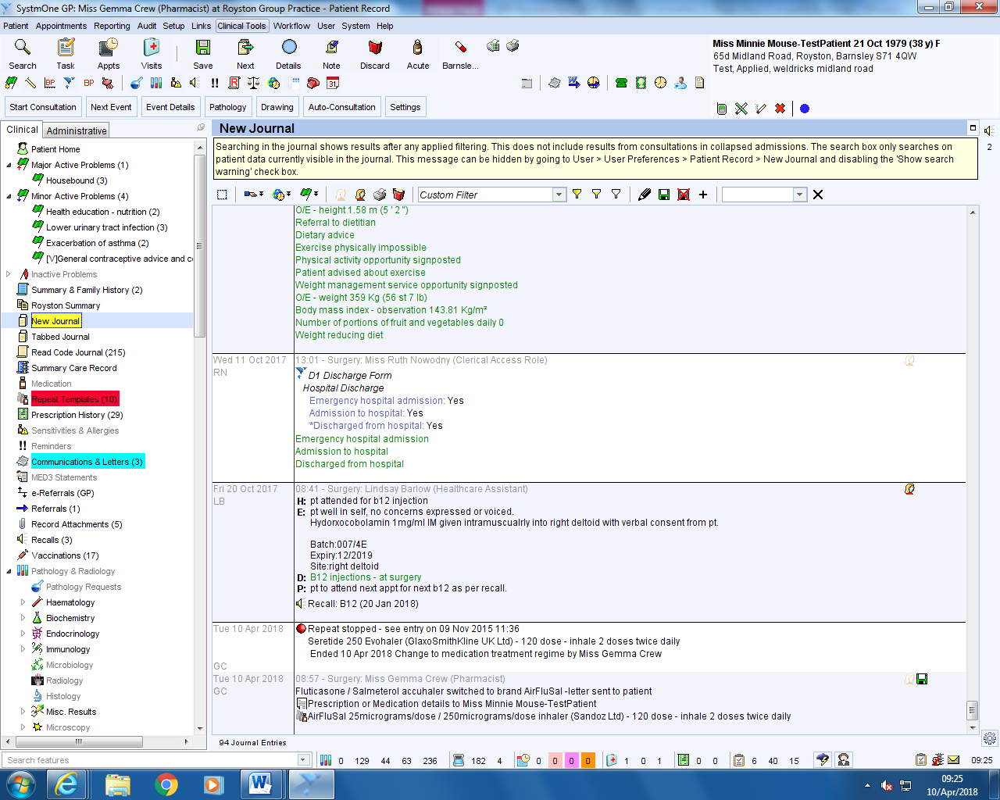 SystmOne GP: Miss Gemma Crew (Pharmacist) at Royston Group Practice - Patient Record
Patient Appointments Reporting Audit Setup Links Clinical Tools Workflow User System Help
Search Task Appts Visits Save Next Details Note Discard Acute Barnsle...
Miss Minnie Mouse-TestPatient 21 Oct 1979 (38 y) F
65d Midland Road, Royston, Barnsley S71 4QW
Test, Applied, weldricks midland road
Start Consultation Next Event Event Details Pathology Drawing Auto-Consultation Settings
Clinical Administrative
Patient Home
Major Active Problems (1)
Housebound (3)
Minor Active Problems (4)
Health education - nutrition (2)
Lower urinary tract infection (3)
Exacerbation of asthma (2)
[V]General contraceptive advice and c
Inactive Problems
Summary & Family History (2)
Royston Summary
New Journal
Tabbed Journal
Read Code Journal (215)
Summary Care Record
Medication
Repeat Templates (10)
Prescription History (29)
Sensitivities & Allergies
Reminders
Communications & Letters (3)
MED3 Statements
e-Referrals (GP)
Referrals (1)
Record Attachments (5)
Recalls (3)
Vaccinations (17)
Pathology & Radiology
Pathology Requests
Haematology
Biochemistry
Endocrinology
Immunology
Microbiology
Radiology
Histology
Misc. Results
Microscopy
Search features
New Journal
2
Searching in the journal shows results after any applied filtering. This does not include results from consultations in collapsed admissions. The search box only searches on
patient data currently visible in the journal. This message can be hidden by going to User > User Preferences > Patient Record > New Journal and disabling the 'Show search
warning' check box.
Custom Filter
O/E - height 1.58 m (5 ' 2 ")
Referral to dietitian
Dietary advice
Exercise physically impossible
Physical activity opportunity signposted
Patient advised about exercise
Weight management service opportunity signposted
O/E - weight 359 Kg (56 st 7 lb)
Body mass index - observation 143.81 Kg/m²
Number of portions of fruit and vegetables daily 0
Weight reducing diet
Wed 11 Oct 2017 13:01 - Surgery: Miss Ruth Nowodny (Clerical Access Role)
RN
D1 Discharge Form
Hospital Discharge
Emergency hospital admission: Yes
Admission to hospital: Yes
*Discharged from hospital: Yes
Emergency hospital admission
Admission to hospital
Discharged from hospital
Fri 20 Oct 2017 08:41 - Surgery: Lindsay Barlow (Healthcare Assistant)
LB
H: pt attended for b12 injection
E: pt well in self, no concerns expressed or voiced.
Hydorxocobolamin 1mg/ml IM given intramuscualrly into right deltoid with verbal consent from pt.
Batch:007/4E
Expiry:12/2019
Site:right deltoid
D: B12 injections - at surgery
P: pt to attend next appt for next b12 as per recall.
Recall: B12 (20 Jan 2018)
Tue 10 Apr 2018 Repeat stopped - see entry on 09 Nov 2015 11:36
Seretide 250 Evohaler (GlaxoSmithKline UK Ltd) - 120 dose - inhale 2 doses twice daily
Ended 10 Apr 2018 Change to medication treatment regime by Miss Gemma Crew
GC
Tue 10 Apr 2018 08:57 - Surgery: Miss Gemma Crew (Pharmacist)
GC
Fluticasone / Salmeterol accuhaler switched to brand AirFluSal -letter sent to patient
Prescription or Medication details to Miss Minnie Mouse-TestPatient
AirFluSal 25micrograms/dose / 250micrograms/dose inhaler (Sandoz Ltd) - 120 dose - inhale 2 doses twice daily
94 Journal Entries
0 129 44 63 236 182 4 0 0 0 0 1 0 1 0 0 6 40 15 09:25
09:25
10/Apr/2018